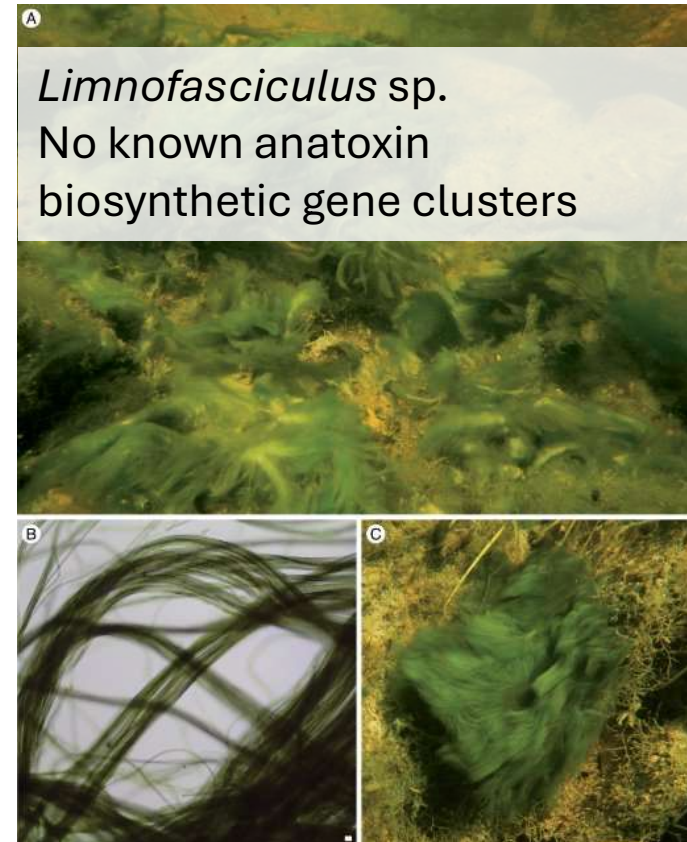 A
Limnofasciculus sp.
No known anatoxin
biosynthetic gene clusters
B
C